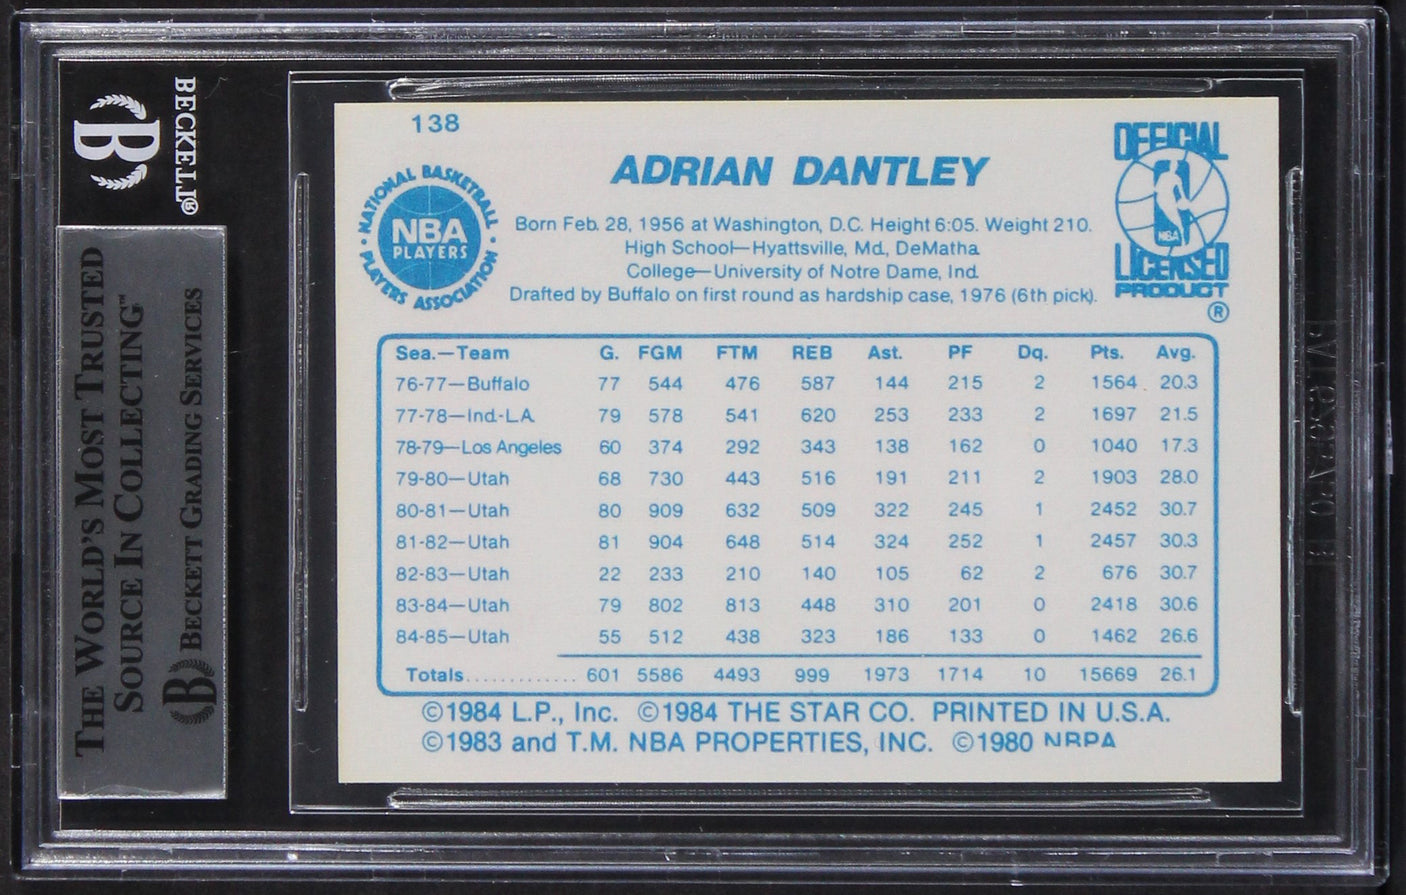 BECKETT®
B
THE WORLD'S MOST TRUSTED
SOURCE IN COLLECTING™
B BECKETT GRADING SERVICES
138
NATIONAL BASKETBALL
NBA
PLAYERS
PLAYERS ASSOCIATION
ADRIAN DANTLEY
OFFICIAL
NBA
LICENSED
PRODUCT
®
Born Feb. 28, 1956 at Washington, D.C. Height 6:05. Weight 210.
High School—Hyattsville, Md., DeMatha
College—University of Notre Dame, Ind.
Drafted by Buffalo on first round as hardship case, 1976 (6th pick).
Sea.—Team G. FGM FTM REB Ast. PF Dq. Pts. Avg.
76-77—Buffalo 77 544 476 587 144 215 2 1564 20.3
77-78—Ind.-L.A. 79 578 541 620 253 233 2 1697 21.5
78-79—Los Angeles 60 374 292 343 138 162 0 1040 17.3
79-80—Utah 68 730 443 516 191 211 2 1903 28.0
80-81—Utah 80 909 632 509 322 245 1 2452 30.7
81-82—Utah 81 904 648 514 324 252 1 2457 30.3
82-83—Utah 22 233 210 140 105 62 2 676 30.7
83-84—Utah 79 802 813 448 310 201 0 2418 30.6
84-85—Utah 55 512 438 323 186 133 0 1462 26.6
Totals............. 601 5586 4493 999 1973 1714 10 15669 26.1
©1984 L.P., Inc. ©1984 THE STAR CO. PRINTED IN U.S.A.
©1983 and T.M. NBA PROPERTIES, INC. ©1980 NBPA